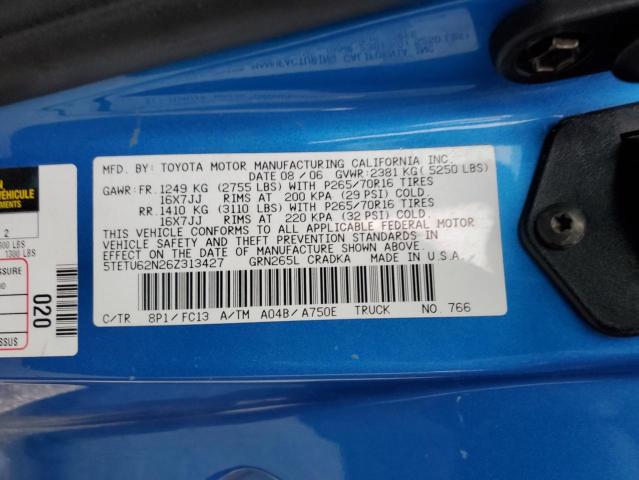 MFD. BY: TOYOTA MOTOR MANUFACTURING CALIFORNIA INC.
DATE 08 / 06 GVWR: 2381 KG ( 5250 LBS)
GAWR: FR. 1249 KG (2755 LBS) WITH P265/70R16 TIRES
16X7JJ RIMS AT 200 KPA (29 PSI) COLD.
RR. 1410 KG (3110 LBS) WITH P265/70R16 TIRES
16X7JJ RIMS AT 220 KPA (32 PSI) COLD.
THIS VEHICLE CONFORMS TO ALL APPLICABLE FEDERAL MOTOR
VEHICLE SAFETY AND THEFT PREVENTION STANDARDS IN
EFFECT ON THE DATE OF MANUFACTURE SHOWN ABOVE.
5TETU62N26Z313427 GRN265L CRADKA MADE IN U.S.A.
C/TR 8P1 / FC13 A/TM A04B / A750E TRUCK NO. 766
VEHICLE
2
1300 LBS
020